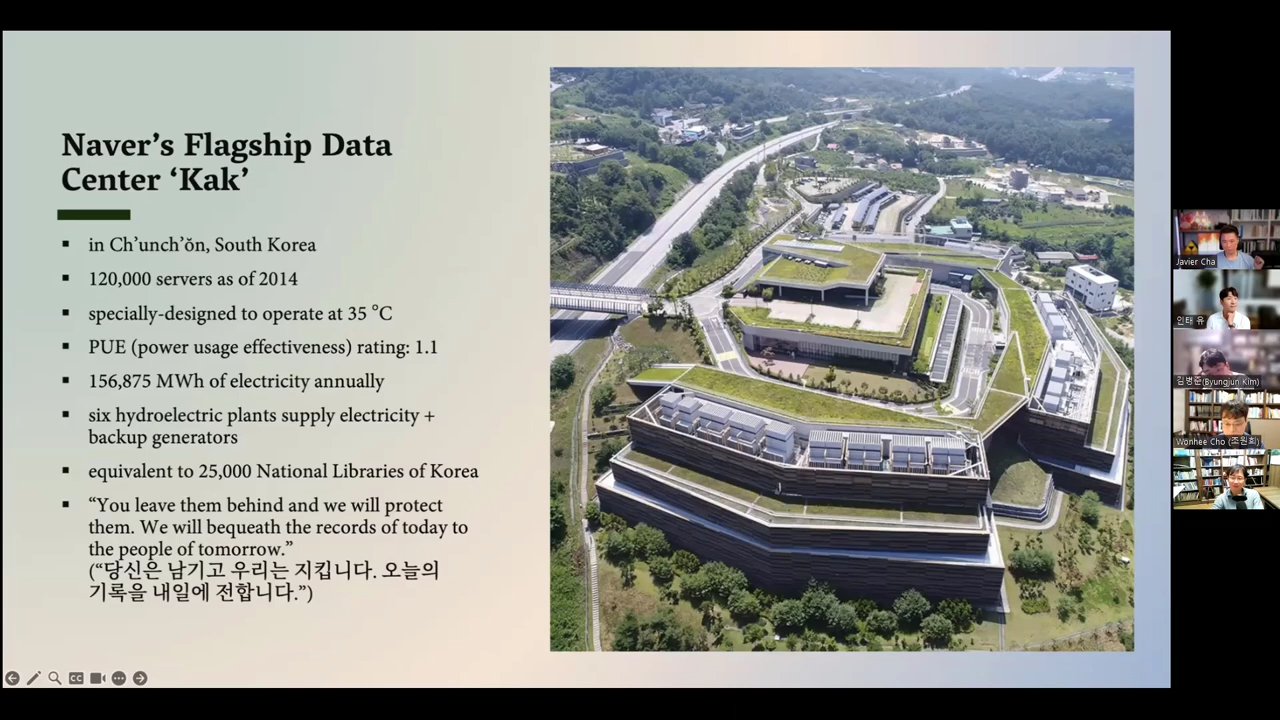 Naver’s Flagship Data
Center ‘Kak’
▪ in Ch’unch’ŏn, South Korea
▪ 120,000 servers as of 2014
▪ specially-designed to operate at 35 °C
▪ PUE (power usage effectiveness) rating: 1.1
▪ 156,875 MWh of electricity annually
▪ six hydroelectric plants supply electricity +
backup generators
▪ equivalent to 25,000 National Libraries of Korea
▪ “You leave them behind and we will protect
them. We will bequeath the records of today to
the people of tomorrow.”
(“당신은 남기고 우리는 지킵니다. 오늘의
기록을 내일에 전합니다.”)
CC
Javier Cha
인태 유
김병준(Byungjun Kim)
Wonhee Cho (조원희)